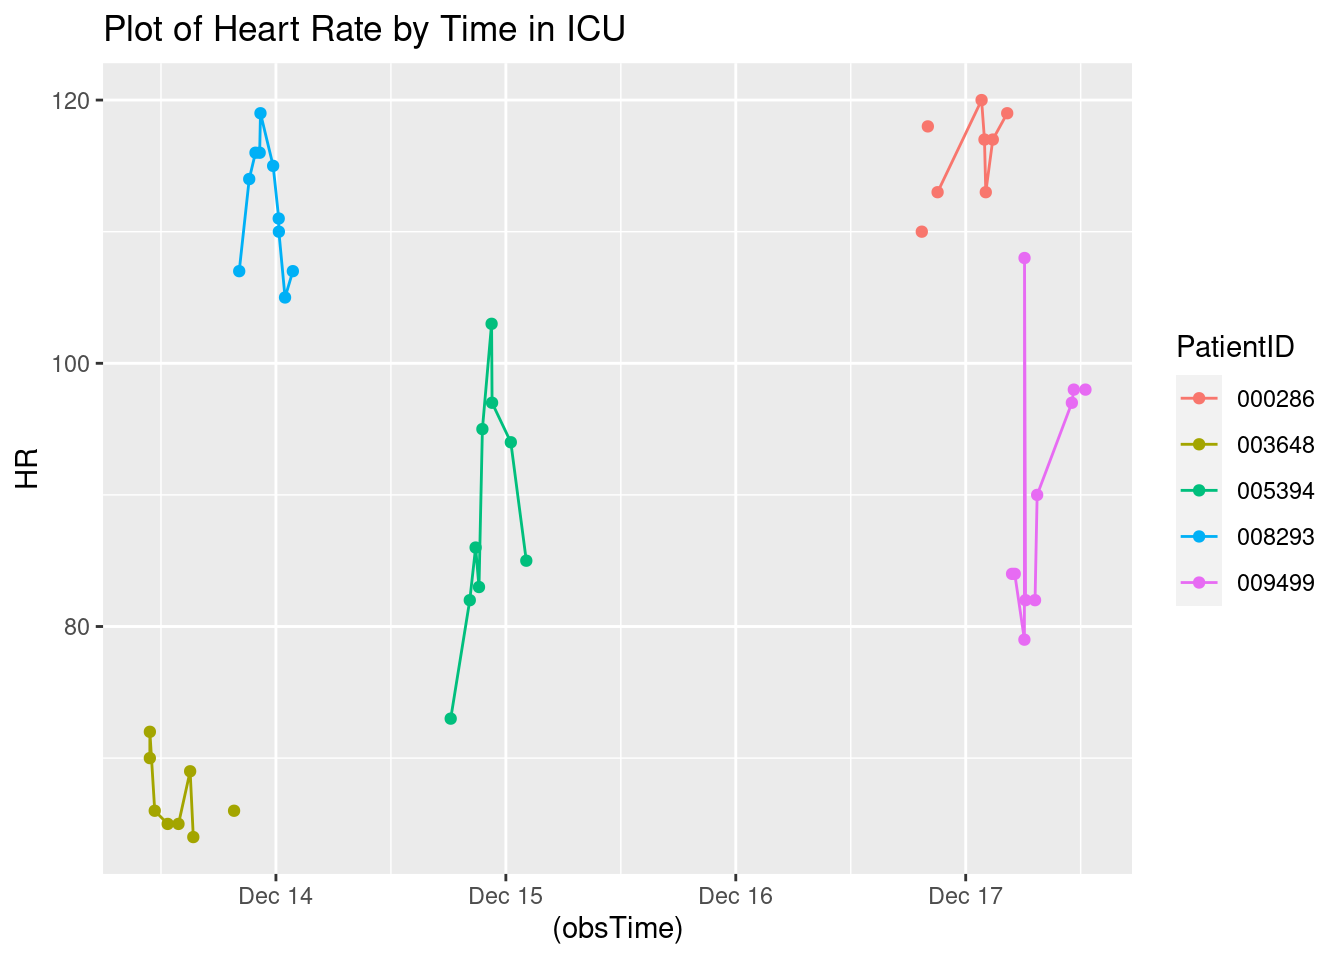 Plot of Heart Rate by Time in ICU
120
100
80
HR
Dec 14
Dec 15
Dec 16
Dec 17
(obsTime)
PatientID
000286
003648
005394
008293
009499